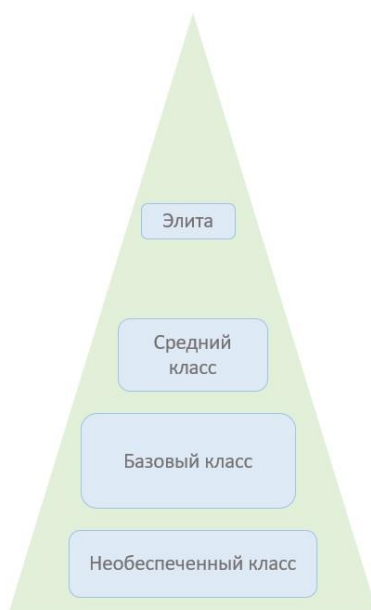 Элита
Средний
класс
Базовый класс
Необеспеченный класс